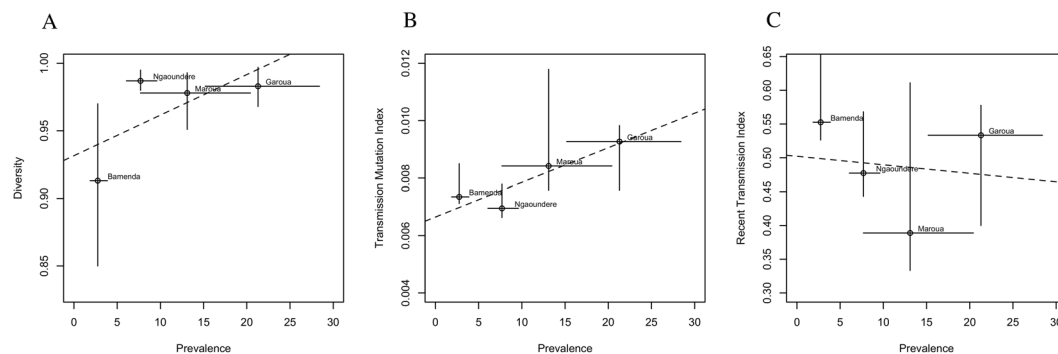 A
Diversity
1.00
0.95
0.90
0.85
Ngaoundere
Maroua
Garoua
Bamenda
0 5 10 15 20 25 30
Prevalence
B
Transmission Mutation Index
0.012
0.010
0.008
0.006
0.004
Garoua
Maroua
Bamenda
Ngaoundere
0 5 10 15 20 25 30
Prevalence
C
Recent Transmission Index
0.65
0.60
0.55
0.50
0.45
0.40
0.35
0.30
Bamenda
Garoua
Ngaoundere
Maroua
0 5 10 15 20 25 30
Prevalence